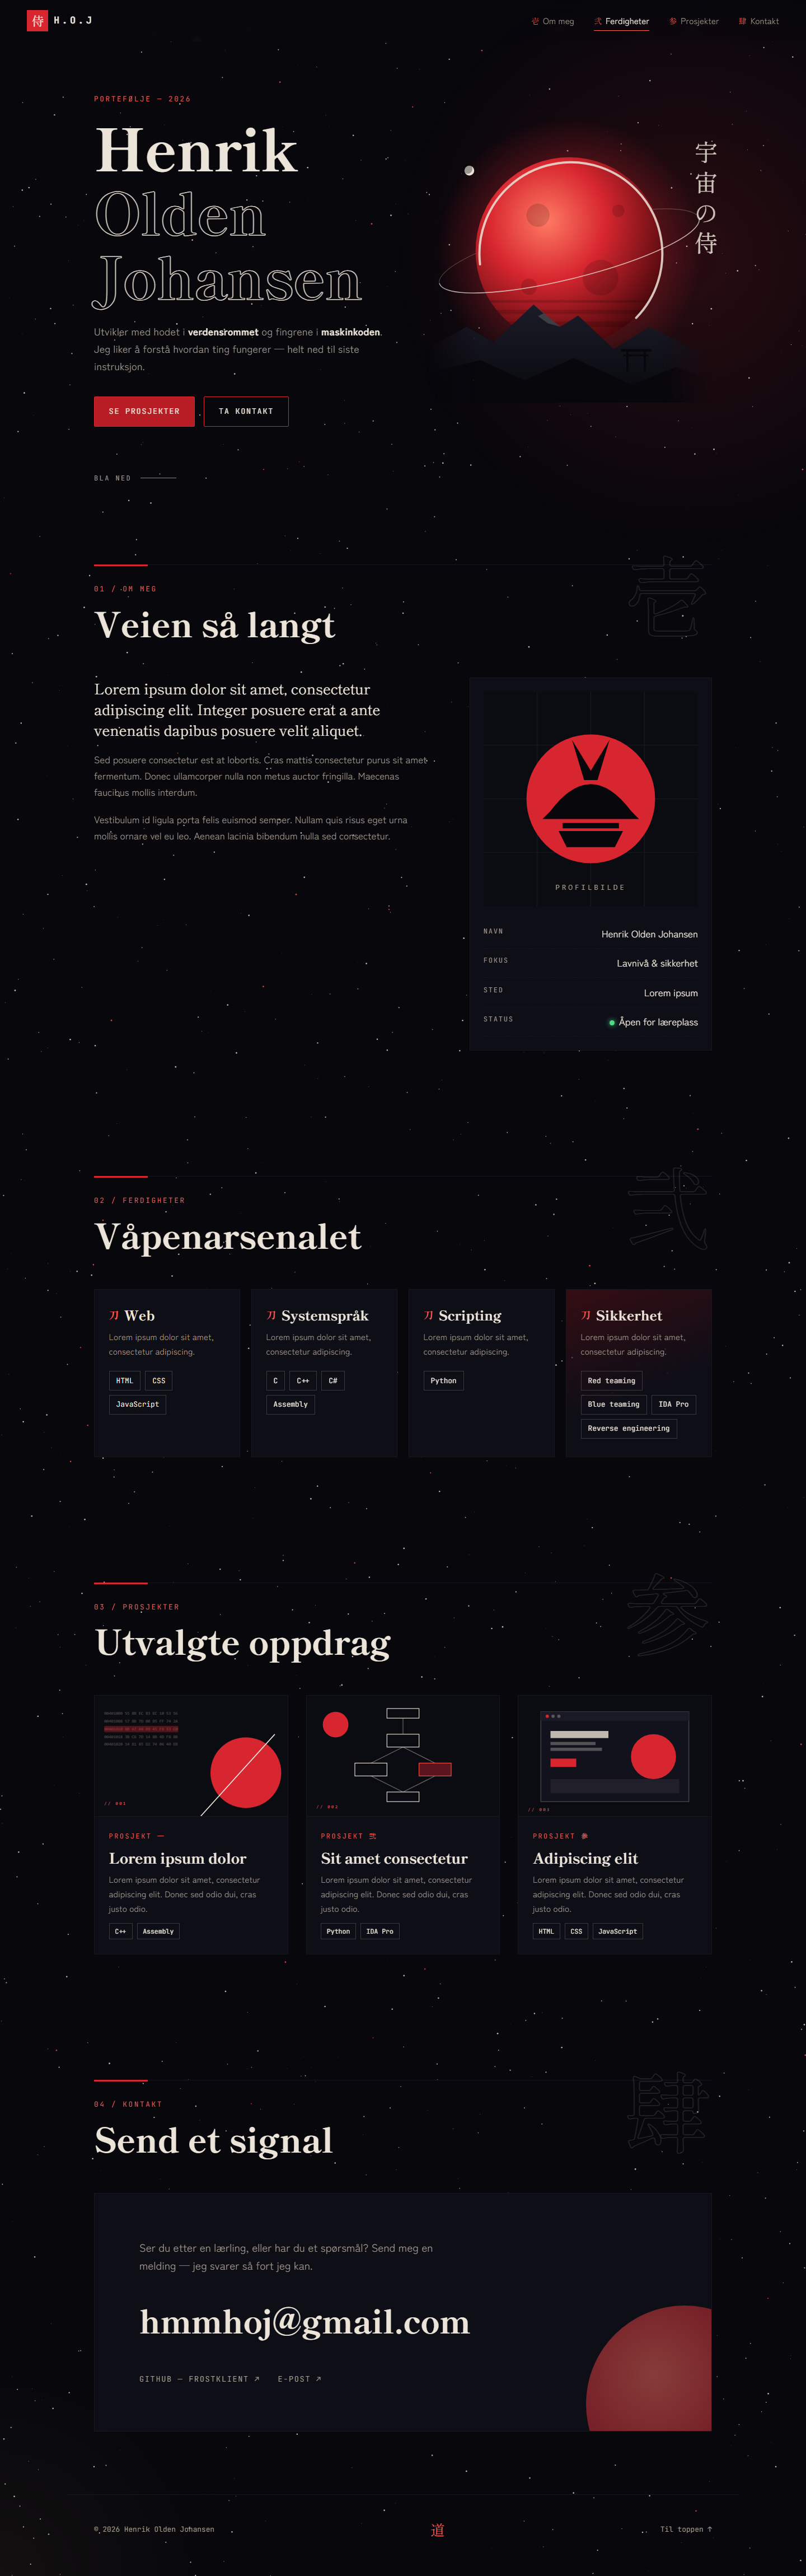 侍 H.O.J
壱 Om meg 弐 Ferdigheter 参 Prosjekter 肆 Kontakt
PORTEFØLJE — 2026
Henrik
Olden
Johansen
宇宙の侍
Utvikler med hodet i verdensrommet og fingrene i maskinkoden.
Jeg liker å forstå hvordan ting fungerer — helt ned til siste
instruksjon.
SE PROSJEKTER
TA KONTAKT
BLA NED
壱
01 / OM MEG
Veien så langt
Lorem ipsum dolor sit amet, consectetur
adipiscing elit. Integer posuere erat a ante
venenatis dapibus posuere velit aliquet.
Sed posuere consectetur est at lobortis. Cras mattis consectetur purus sit amet
fermentum. Donec ullamcorper nulla non metus auctor fringilla. Maecenas
faucibus mollis interdum.
Vestibulum id ligula porta felis euismod semper. Nullam quis risus eget urna
mollis ornare vel eu leo. Aenean lacinia bibendum nulla sed consectetur.
PROFILBILDE
NAVN Henrik Olden Johansen
FOKUS Lavnivå & sikkerhet
STED Lorem ipsum
STATUS Åpen for læreplass
弐
02 / FERDIGHETER
Våpenarsenalet
刀 Web
Lorem ipsum dolor sit amet,
consectetur adipiscing.
HTML CSS
JavaScript
刀 Systemspråk
Lorem ipsum dolor sit amet,
consectetur adipiscing.
C C++ C#
Assembly
刀 Scripting
Lorem ipsum dolor sit amet,
consectetur adipiscing.
Python
刀 Sikkerhet
Lorem ipsum dolor sit amet,
consectetur adipiscing.
Red teaming
Blue teaming IDA Pro
Reverse engineering
参
03 / PROSJEKTER
Utvalgte oppdrag
// 001
PROSJEKT 一
Lorem ipsum dolor
Lorem ipsum dolor sit amet, consectetur
adipiscing elit. Donec sed odio dui, cras
justo odio.
C++ Assembly
// 002
PROSJEKT 弐
Sit amet consectetur
Lorem ipsum dolor sit amet, consectetur
adipiscing elit. Donec sed odio dui, cras
justo odio.
Python IDA Pro
// 003
PROSJEKT 参
Adipiscing elit
Lorem ipsum dolor sit amet, consectetur
adipiscing elit. Donec sed odio dui, cras
justo odio.
HTML CSS JavaScript
肆
04 / KONTAKT
Send et signal
Ser du etter en lærling, eller har du et spørsmål? Send meg en
melding — jeg svarer så fort jeg kan.
hmmhoj@gmail.com
GITHUB — FROSTKLIENT ↗ E-POST ↗
© 2026 Henrik Olden Johansen
道
Til toppen ↑